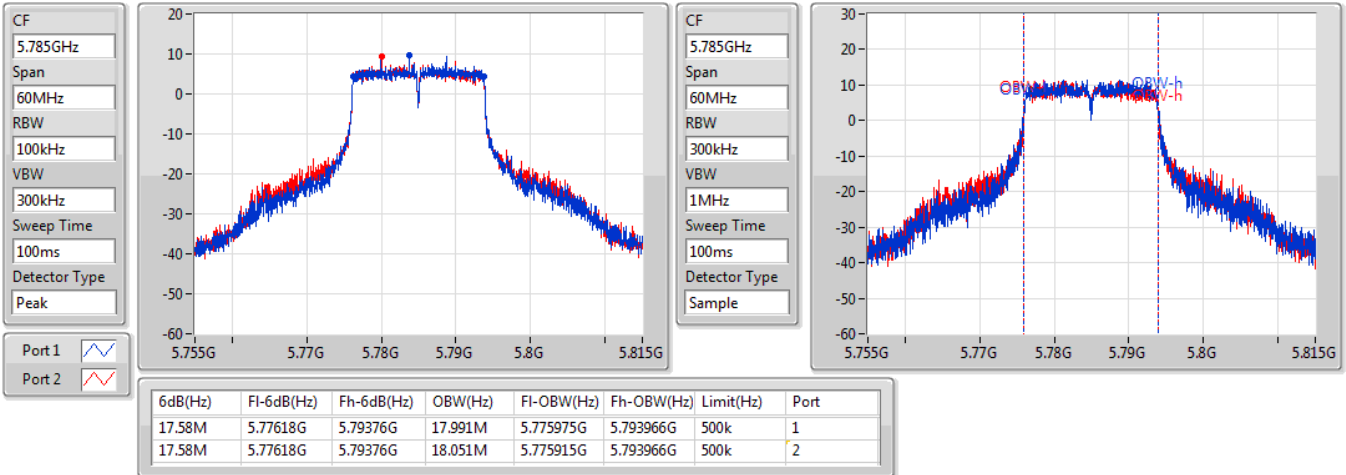 CF
5.785GHz
Span
60MHz
RBW
100kHz
VBW
300kHz
Sweep Time
100ms
Detector Type
Peak
Port 1
Port 2
20
10
0
-10
-20
-30
-40
-50
-60
5.755G 5.77G 5.78G 5.79G 5.8G 5.815G
CF
5.785GHz
Span
60MHz
RBW
300kHz
VBW
1MHz
Sweep Time
100ms
Detector Type
Sample
30
20
10
0
-10
-20
-30
-40
-50
-60
OBW-h
5.755G 5.77G 5.78G 5.79G 5.8G 5.815G
6dB(Hz) Fl-6dB(Hz) Fh-6dB(Hz) OBW(Hz) Fl-OBW(Hz) Fh-OBW(Hz) Limit(Hz) Port
17.58M 5.77618G 5.79376G 17.991M 5.775975G 5.793966G 500k 1
17.58M 5.77618G 5.79376G 18.051M 5.775915G 5.793966G 500k 2